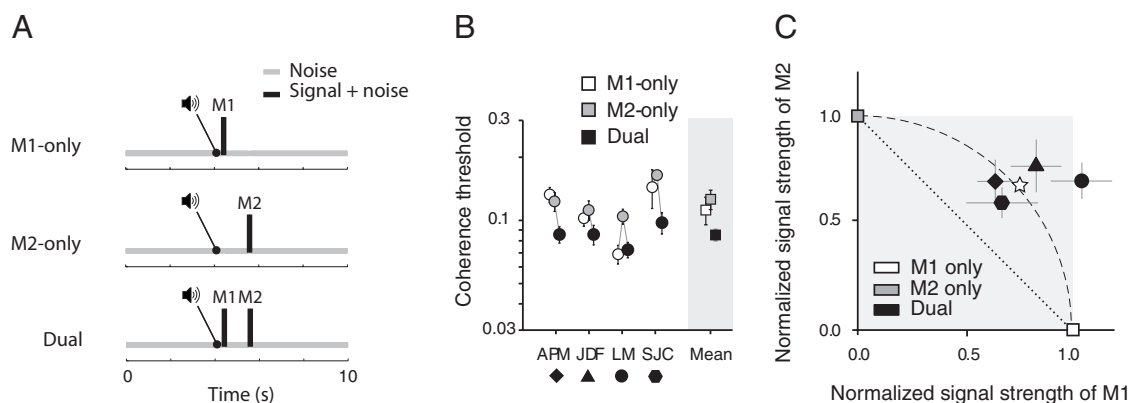 A
Noise
Signal + noise
M1
M1-only
M2
M2-only
M1 M2
Dual
0 10
Time (s)
B
M1-only
M2-only
Dual
Coherence threshold
0.3
0.1
0.03
APM JDF LM SJC Mean
C
Normalized signal strength of M2
1.0
0.5
0.0
M1 only
M2 only
Dual
0.0 0.5 1.0
Normalized signal strength of M1